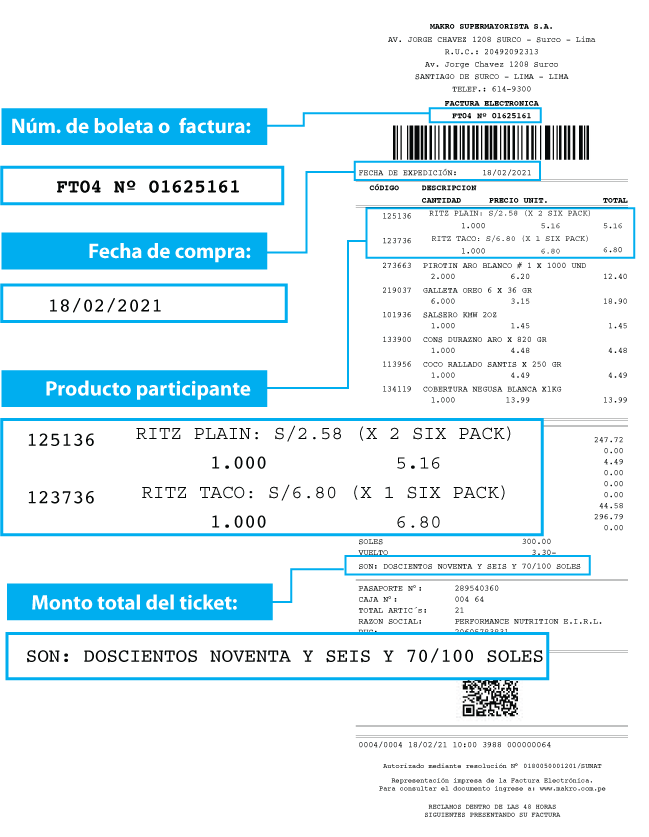 MAKRO SUPERMAYORISTA S.A.
AV. JORGE CHAVEZ 1208 SURCO - Surco - Lima
R.U.C.: 20492092313
Av. Jorge Chavez 1208 Surco
SANTIAGO DE SURCO - LIMA - LIMA
TELEF.: 614-9300
FACTURA ELECTRONICA
FT04 Nº 01625161
Núm. de boleta o factura:
FT04 Nº 01625161
FECHA DE EXPEDICIÓN: 18/02/2021
Fecha de compra:
18/02/2021
CÓDIGO DESCRIPCION
CANTIDAD PRECIO UNIT. TOTAL
125136 RITZ PLAIN: S/2.58 (X 2 SIX PACK)
1.000 5.16 5.16
123736 RITZ TACO: S/6.80 (X 1 SIX PACK)
1.000 6.80 6.80
273663 PIROTIN ARO BLANCO # 1 X 1000 UND
2.000 6.20 12.40
219037 GALLETA OREO 6 X 36 GR
6.000 3.15 18.90
101936 SALSERO KMW 2OZ
1.000 1.45 1.45
133900 CONS DURAZNO ARO X 820 GR
1.000 4.48 4.48
113956 COCO RALLADO SANTIS X 250 GR
1.000 4.49 4.49
134119 COBERTURA NEGUSA BLANCA X1KG
1.000 13.99 13.99
Producto participante
125136 RITZ PLAIN: S/2.58 (X 2 SIX PACK)
1.000 5.16
123736 RITZ TACO: S/6.80 (X 1 SIX PACK)
1.000 6.80
247.72
0.00
4.49
0.00
0.00
0.00
44.58
296.79
0.00
SOLES 300.00
VUELTO 3.30-
SON: DOSCIENTOS NOVENTA Y SEIS Y 70/100 SOLES
Monto total del ticket:
SON: DOSCIENTOS NOVENTA Y SEIS Y 70/100 SOLES
PASAPORTE Nº: 289540360
CAJA Nº: 004 64
TOTAL ARTIC´s: 21
RAZON SOCIAL: PERFORMANCE NUTRITION E.I.R.L.
0004/0004 18/02/21 10:00 3988 000000064
Autorizado mediante resolución Nº 0180050001201/SUNAT
Representación impresa de la Factura Electrónica.
Para consultar el documento ingrese a: www.makro.com.pe
RECLAMOS DENTRO DE LAS 48 HORAS
SIGUIENTES PRESENTANDO SU FACTURA